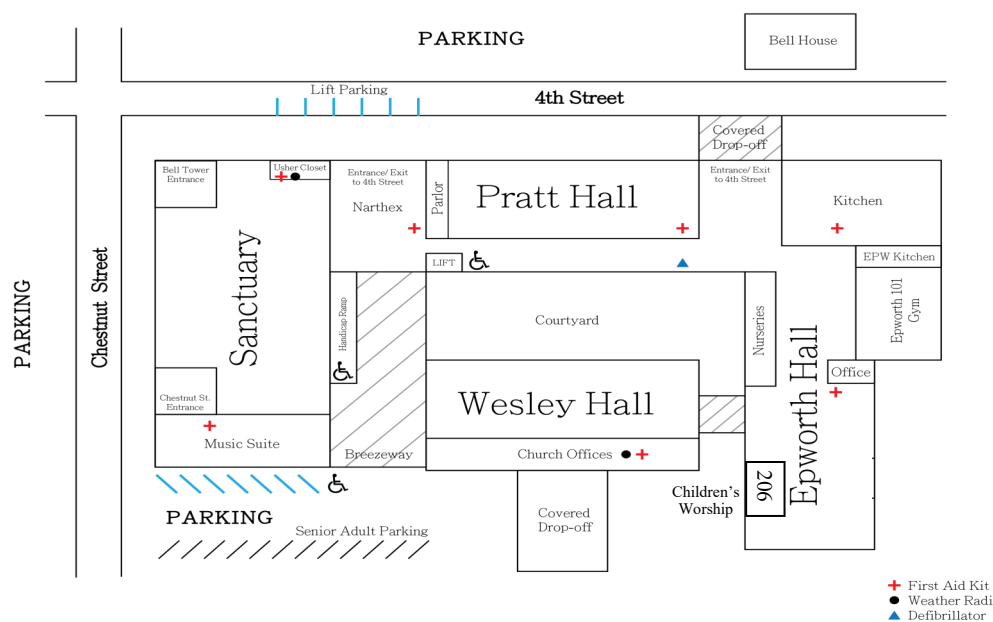 PARKING
Bell House
Lift Parking
4th Street
Covered
Drop-off
Bell Tower
Entrance
Usher Closet
Entrance/ Exit
to 4th Street
Narthex
Parlor
Pratt Hall
Entrance/ Exit
to 4th Street
Kitchen
LIFT
EPW Kitchen
PARKING
Chestnut Street
Sanctuary
Handicap Ramp
Courtyard
Nurseries
Epworth 101
Gym
Epworth Hall
Office
Chestnut St.
Entrance
Wesley Hall
Music Suite
Breezeway
Church Offices
Children's
Worship
206
PARKING
Senior Adult Parking
Covered
Drop-off
First Aid Kit
Weather Radi
Defibrillator